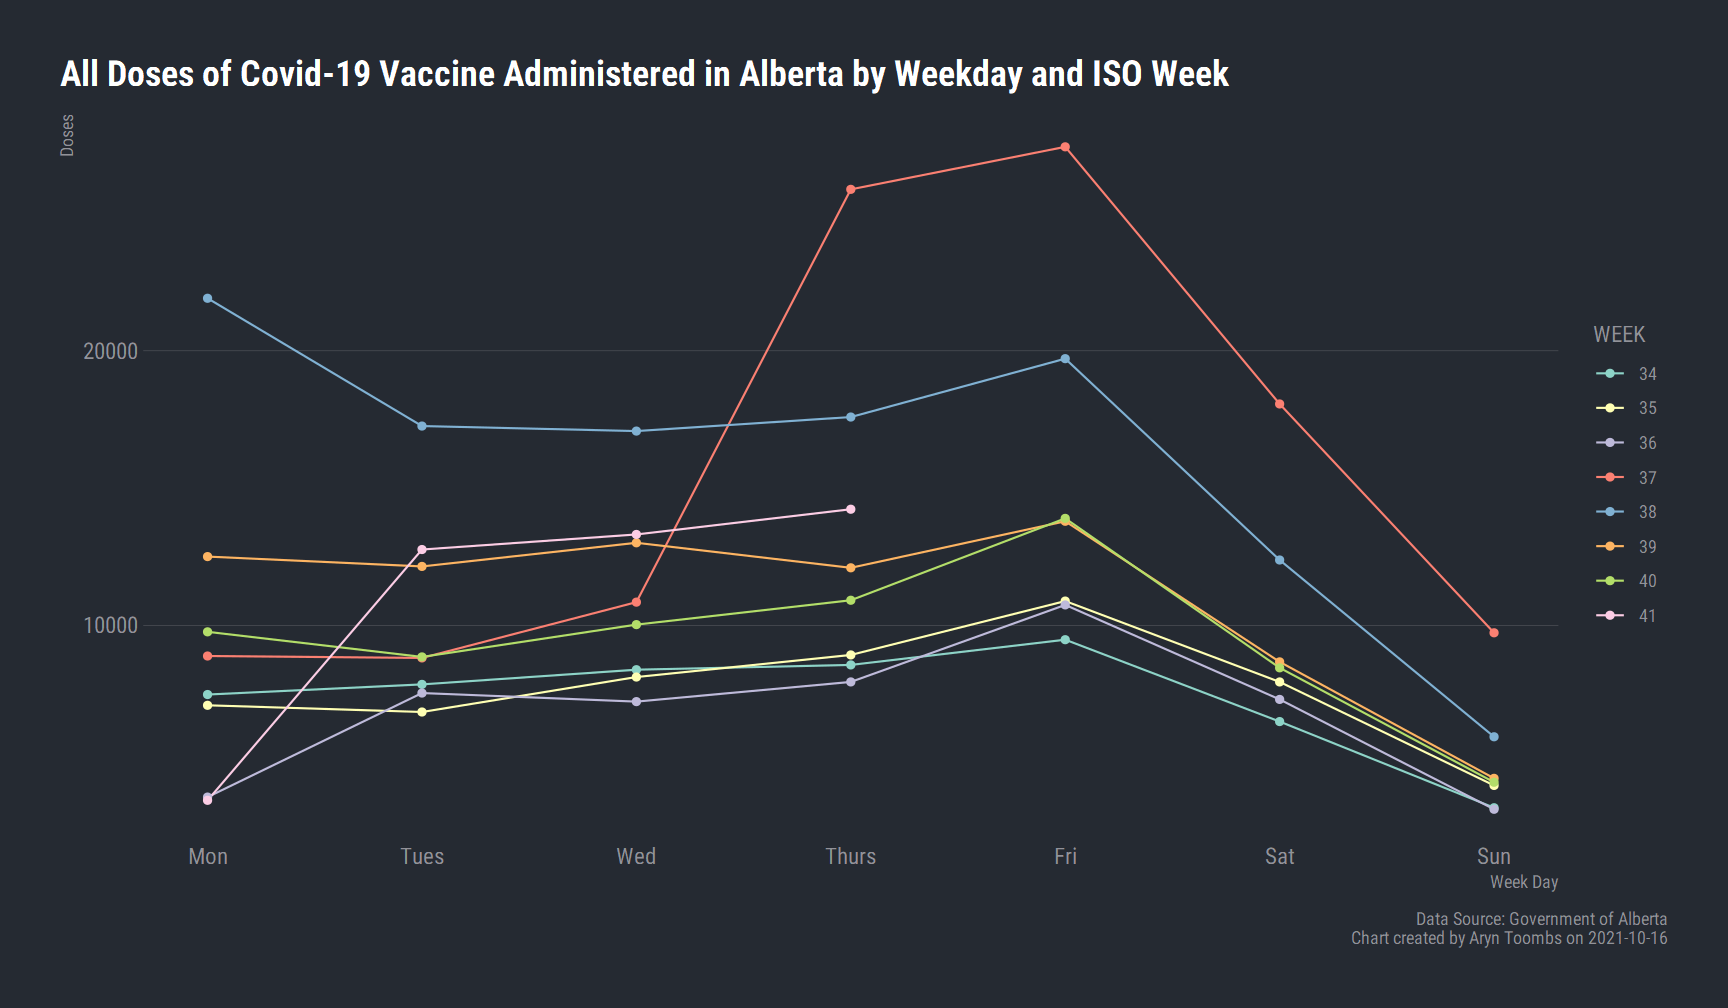 All Doses of Covid-19 Vaccine Administered in Alberta by Weekday and ISO Week
Doses
20000
10000
Mon Tues Wed Thurs Fri Sat Sun
Week Day
WEEK
34
35
36
37
38
39
40
41
Data Source: Government of Alberta
Chart created by Aryn Toombs on 2021-10-16